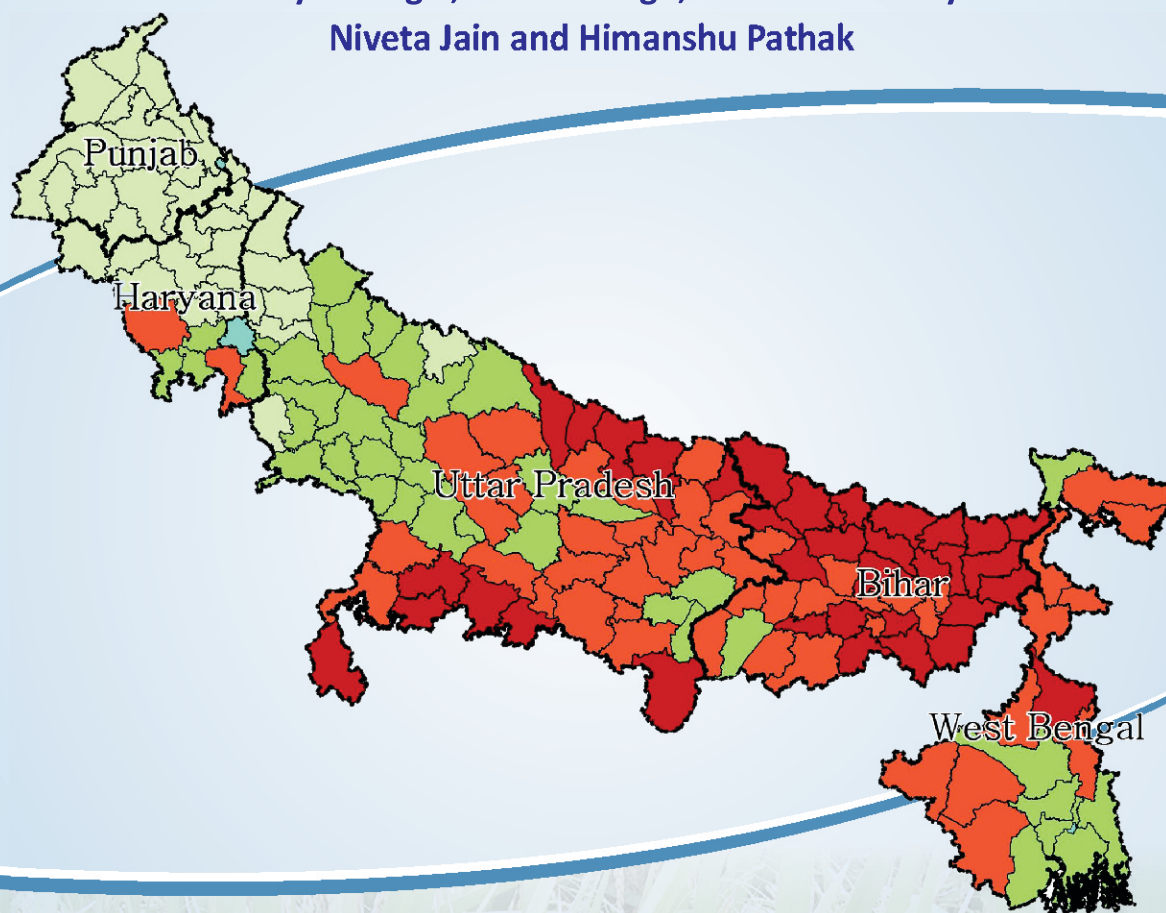 Niveta Jain and Himanshu Pathak
Punjab
Haryana
Uttar Pradesh
Bihar
West Bengal